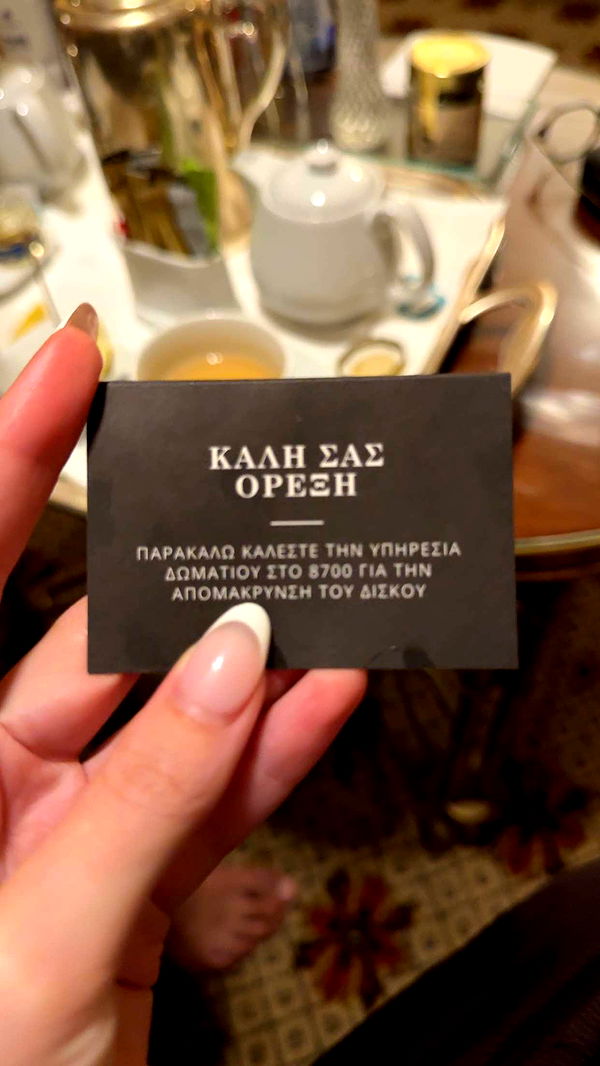 ΚΑΛΗ ΣΑΣ
ΟΡΕΞΗ
ΠΑΡΑΚΑΛΩ ΚΑΛΕΣΤΕ ΤΗΝ ΥΠΗΡΕΣΙΑ
ΔΩΜΑΤΙΟΥ ΣΤΟ 8700 ΓΙΑ ΤΗΝ
ΑΠΟΜΑΚΡΥΝΣΗ ΤΟΥ ΔΙΣΚΟΥ